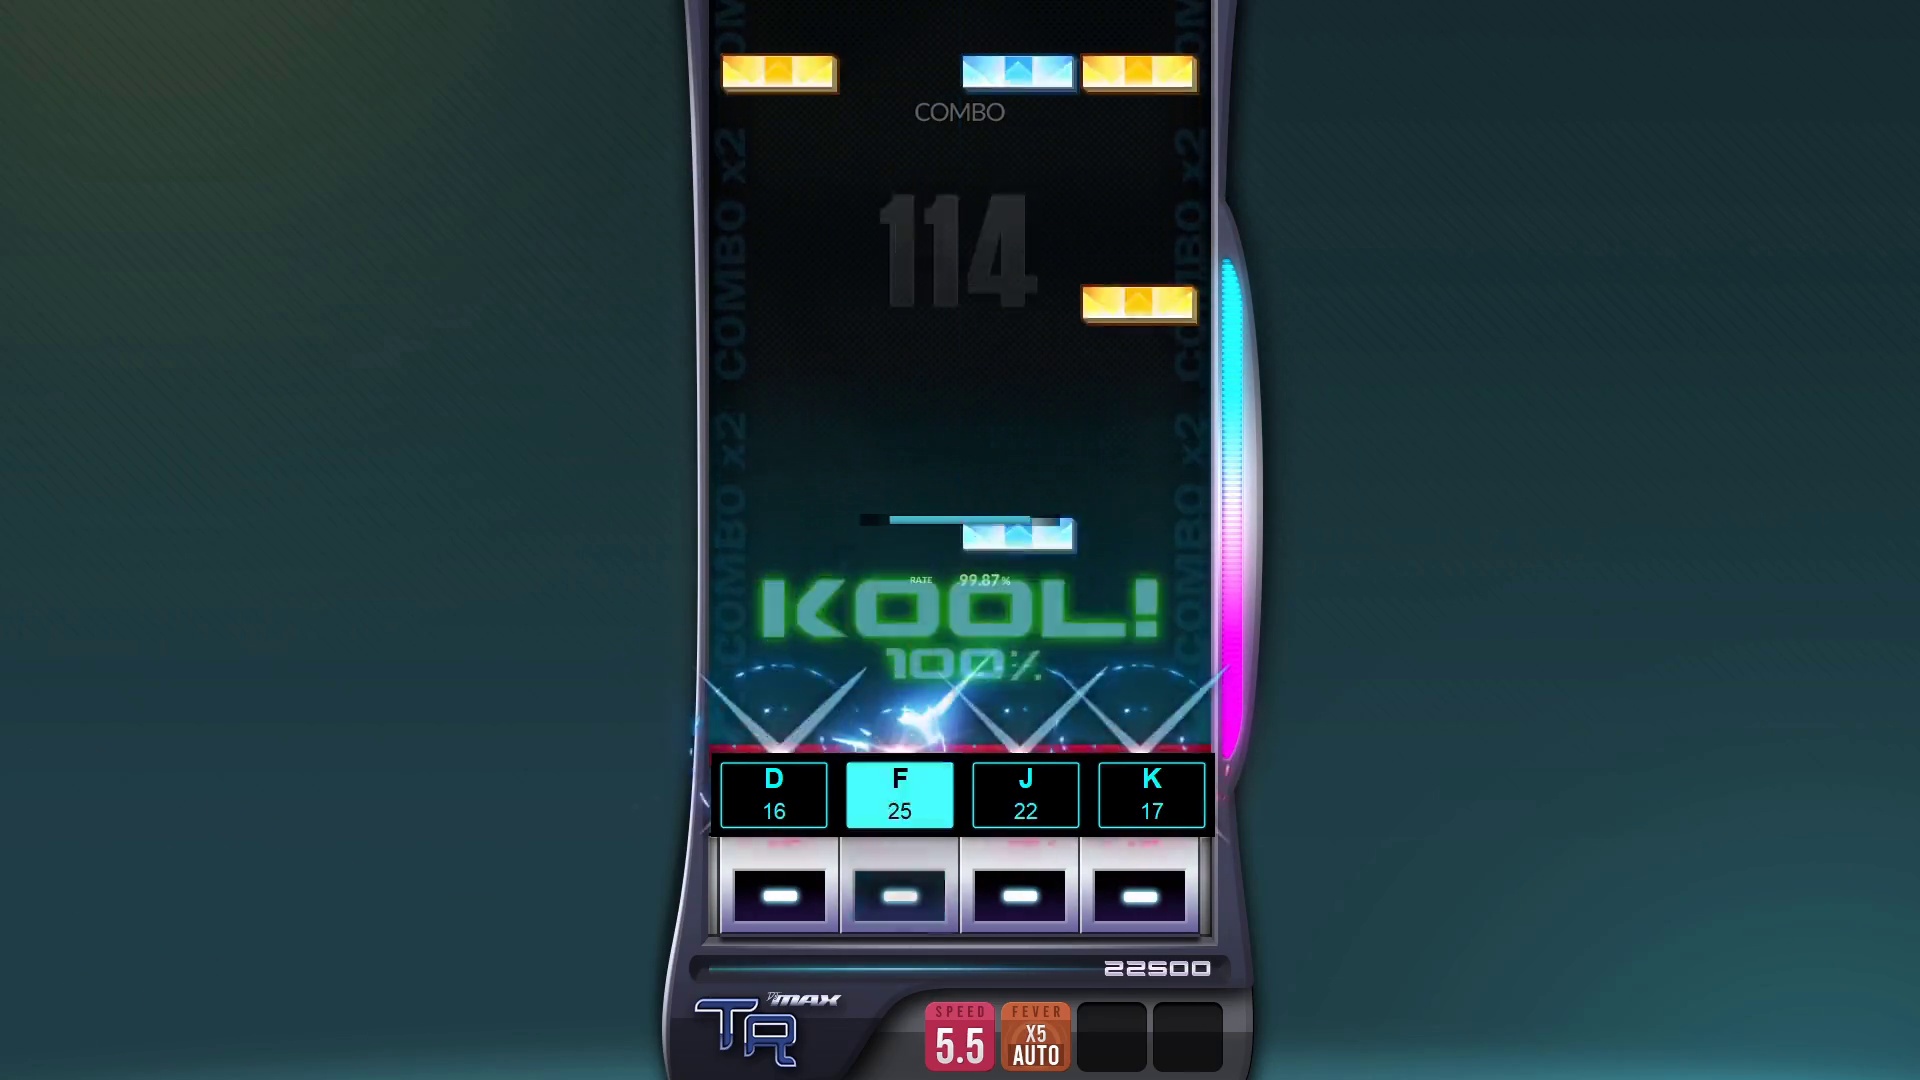 COMBO
114
COMBO x2
COMBO x2
COMBO x2
COMBO x2
RATE 99.87%
KOOL!
100%
D F J K
16 25 22 17
22500
MAX
TR
SPEED
5.5
FEVER
X5
AUTO